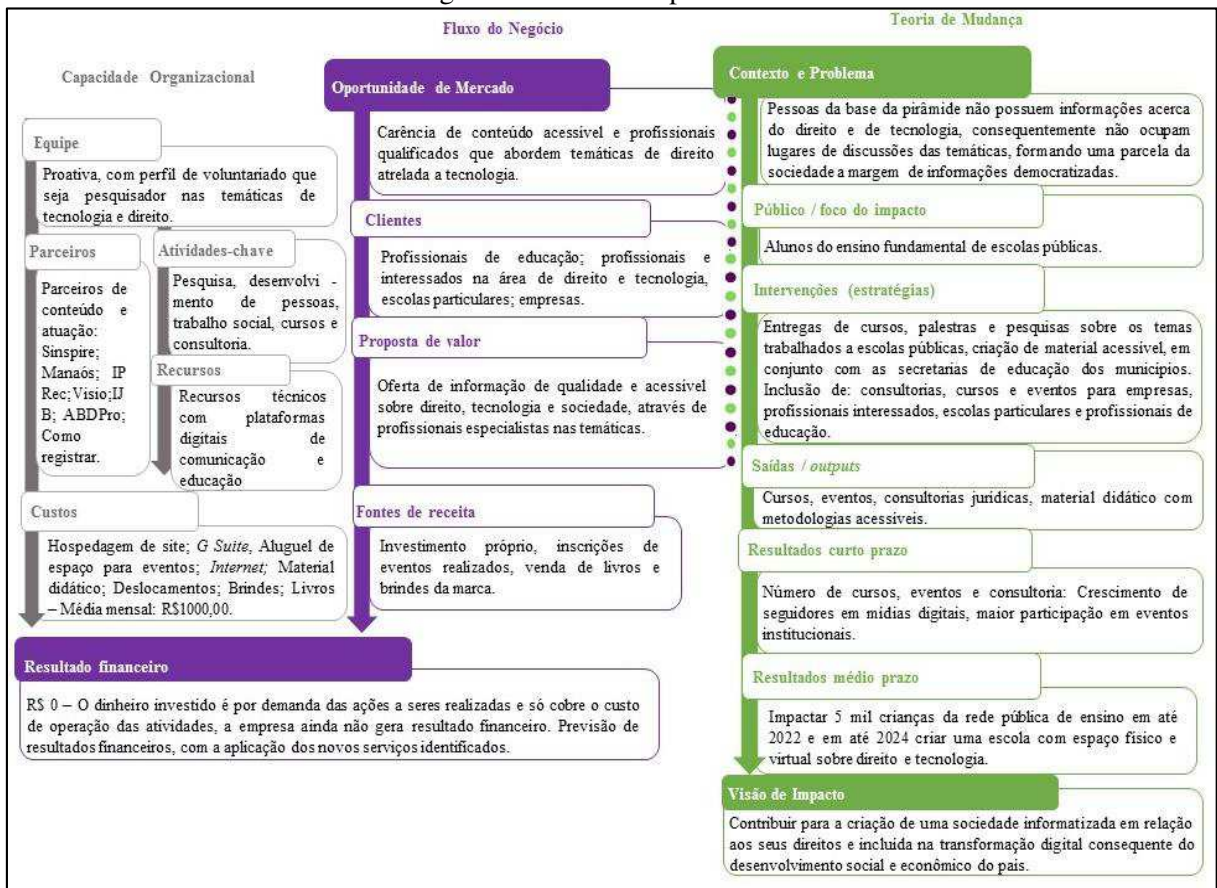 Teoria de Mudança
Fluxo do Negócio
Capacidade Organizacional
Equipe
Proativa, com perfil de voluntariado que
seja pesquisador nas temáticas de
tecnologia e direito.
Parceiros
Parceiros de
conteúdo e
atuação:
Sinspire;
Manaós; IP
Rec;Visio;IJ
B; ABDPro;
Como
registrar.
Atividades-chave
Pesquisa, desenvolvi -
mento de pessoas,
trabalho social, cursos e
consultoria.
Recursos
Recursos técnicos
com plataformas
digitais de
comunicação e
educação
Custos
Hospedagem de site; G Suite, Aluguel de
espaço para eventos; Internet; Material
didático; Deslocamentos; Brindes; Livros
– Média mensal: R$1000,00.
Oportunidade de Mercado
Carência de conteúdo acessível e profissionais
qualificados que abordem temáticas de direito
atrelada a tecnologia.
Clientes
Profissionais de educação; profissionais e
interessados na área de direito e tecnologia,
escolas particulares; empresas.
Proposta de valor
Oferta de informação de qualidade e acessível
sobre direito, tecnologia e sociedade, através de
profissionais especialistas nas temáticas.
Fontes de receita
Investimento próprio, inscrições de
eventos realizados, venda de livros e
brindes da marca.
Resultado financeiro
R$ 0 – O dinheiro investido é por demanda das ações a seres realizadas e só cobre o custo
de operação das atividades, a empresa ainda não gera resultado financeiro. Previsão de
resultados financeiros, com a aplicação dos novos serviços identificados.
Contexto e Problema
Pessoas da base da pirâmide não possuem informações acerca
do direito e de tecnologia, consequentemente não ocupam
lugares de discussões das temáticas, formando uma parcela da
sociedade a margem de informações democratizadas.
Público / foco do impacto
Alunos do ensino fundamental de escolas públicas.
Intervenções (estratégias)
Entregas de cursos, palestras e pesquisas sobre os temas
trabalhados a escolas públicas, criação de material acessível, em
conjunto com as secretarias de educação dos municípios.
Inclusão de: consultorias, cursos e eventos para empresas,
profissionais interessados, escolas particulares e profissionais de
educação.
Saídas / outputs
Cursos, eventos, consultorias jurídicas, material didático com
metodologias acessíveis.
Resultados curto prazo
Número de cursos, eventos e consultoria: Crescimento de
seguidores em mídias digitais, maior participação em eventos
institucionais.
Resultados médio prazo
Impactar 5 mil crianças da rede pública de ensino em até
2022 e em até 2024 criar uma escola com espaço físico e
virtual sobre direito e tecnologia.
Visão de Impacto
Contribuir para a criação de uma sociedade informatizada em relação
aos seus direitos e incluida na transformação digital consequente do
desenvolvimento social e econômico do país.